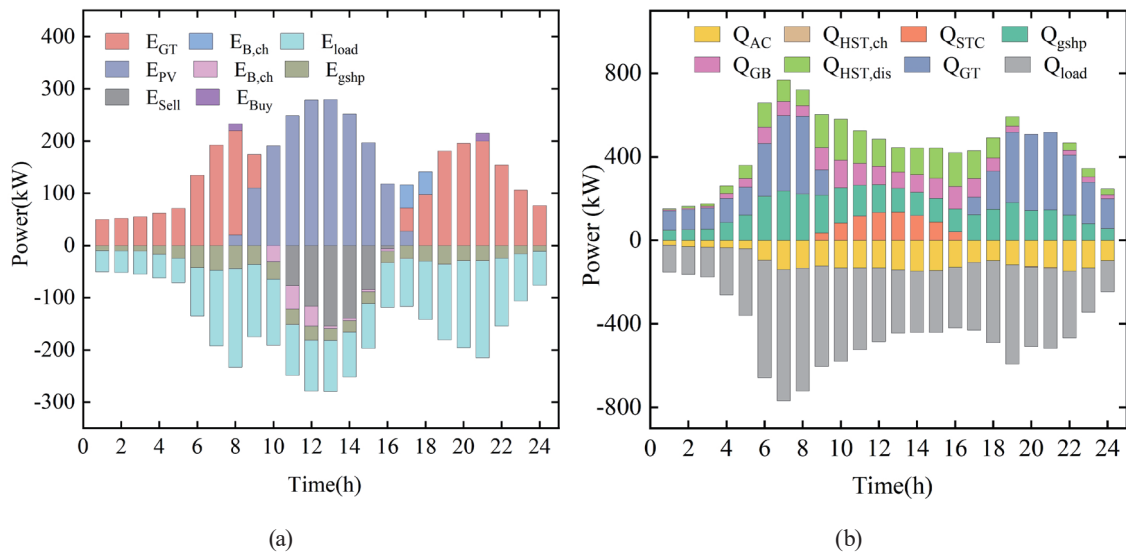 E_GT E_B,ch E_load
E_PV E_B,ch E_gshp
E_Sell E_Buy
Power(kW)
400
300
200
100
0
-100
-200
-300
0 2 4 6 8 10 12 14 16 18 20 22 24
Time(h)
(a)
Q_AC Q_HST,ch Q_STC Q_gshp
Q_GB Q_HST,dis Q_GT Q_load
Power (kW)
800
400
0
-400
-800
0 2 4 6 8 10 12 14 16 18 20 22 24
Time(h)
(b)